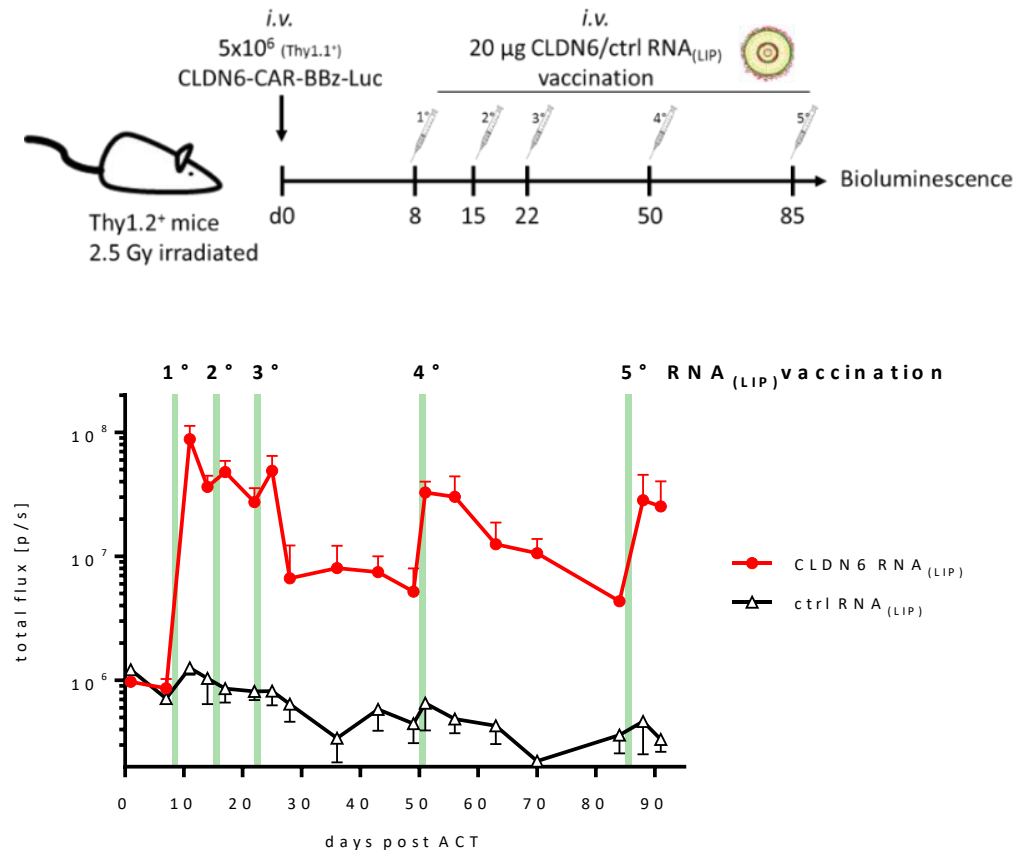 i.v.
5x10⁶ (Thy1.1⁺)
CLDN6-CAR-BBz-Luc
i.v.
20 µg CLDN6/ctrl RNA(LIP)
vaccination
1° 2° 3° 4° 5°
Bioluminescence
d0 8 15 22 50 85
Thy1.2⁺ mice
2.5 Gy irradiated
1° 2° 3° 4° 5° RNA(LIP) vaccination
10⁸
10⁷
10⁶
total flux [p/s]
CLDN6 RNA(LIP)
ctrl RNA(LIP)
0 10 20 30 40 50 60 70 80 90
days post ACT